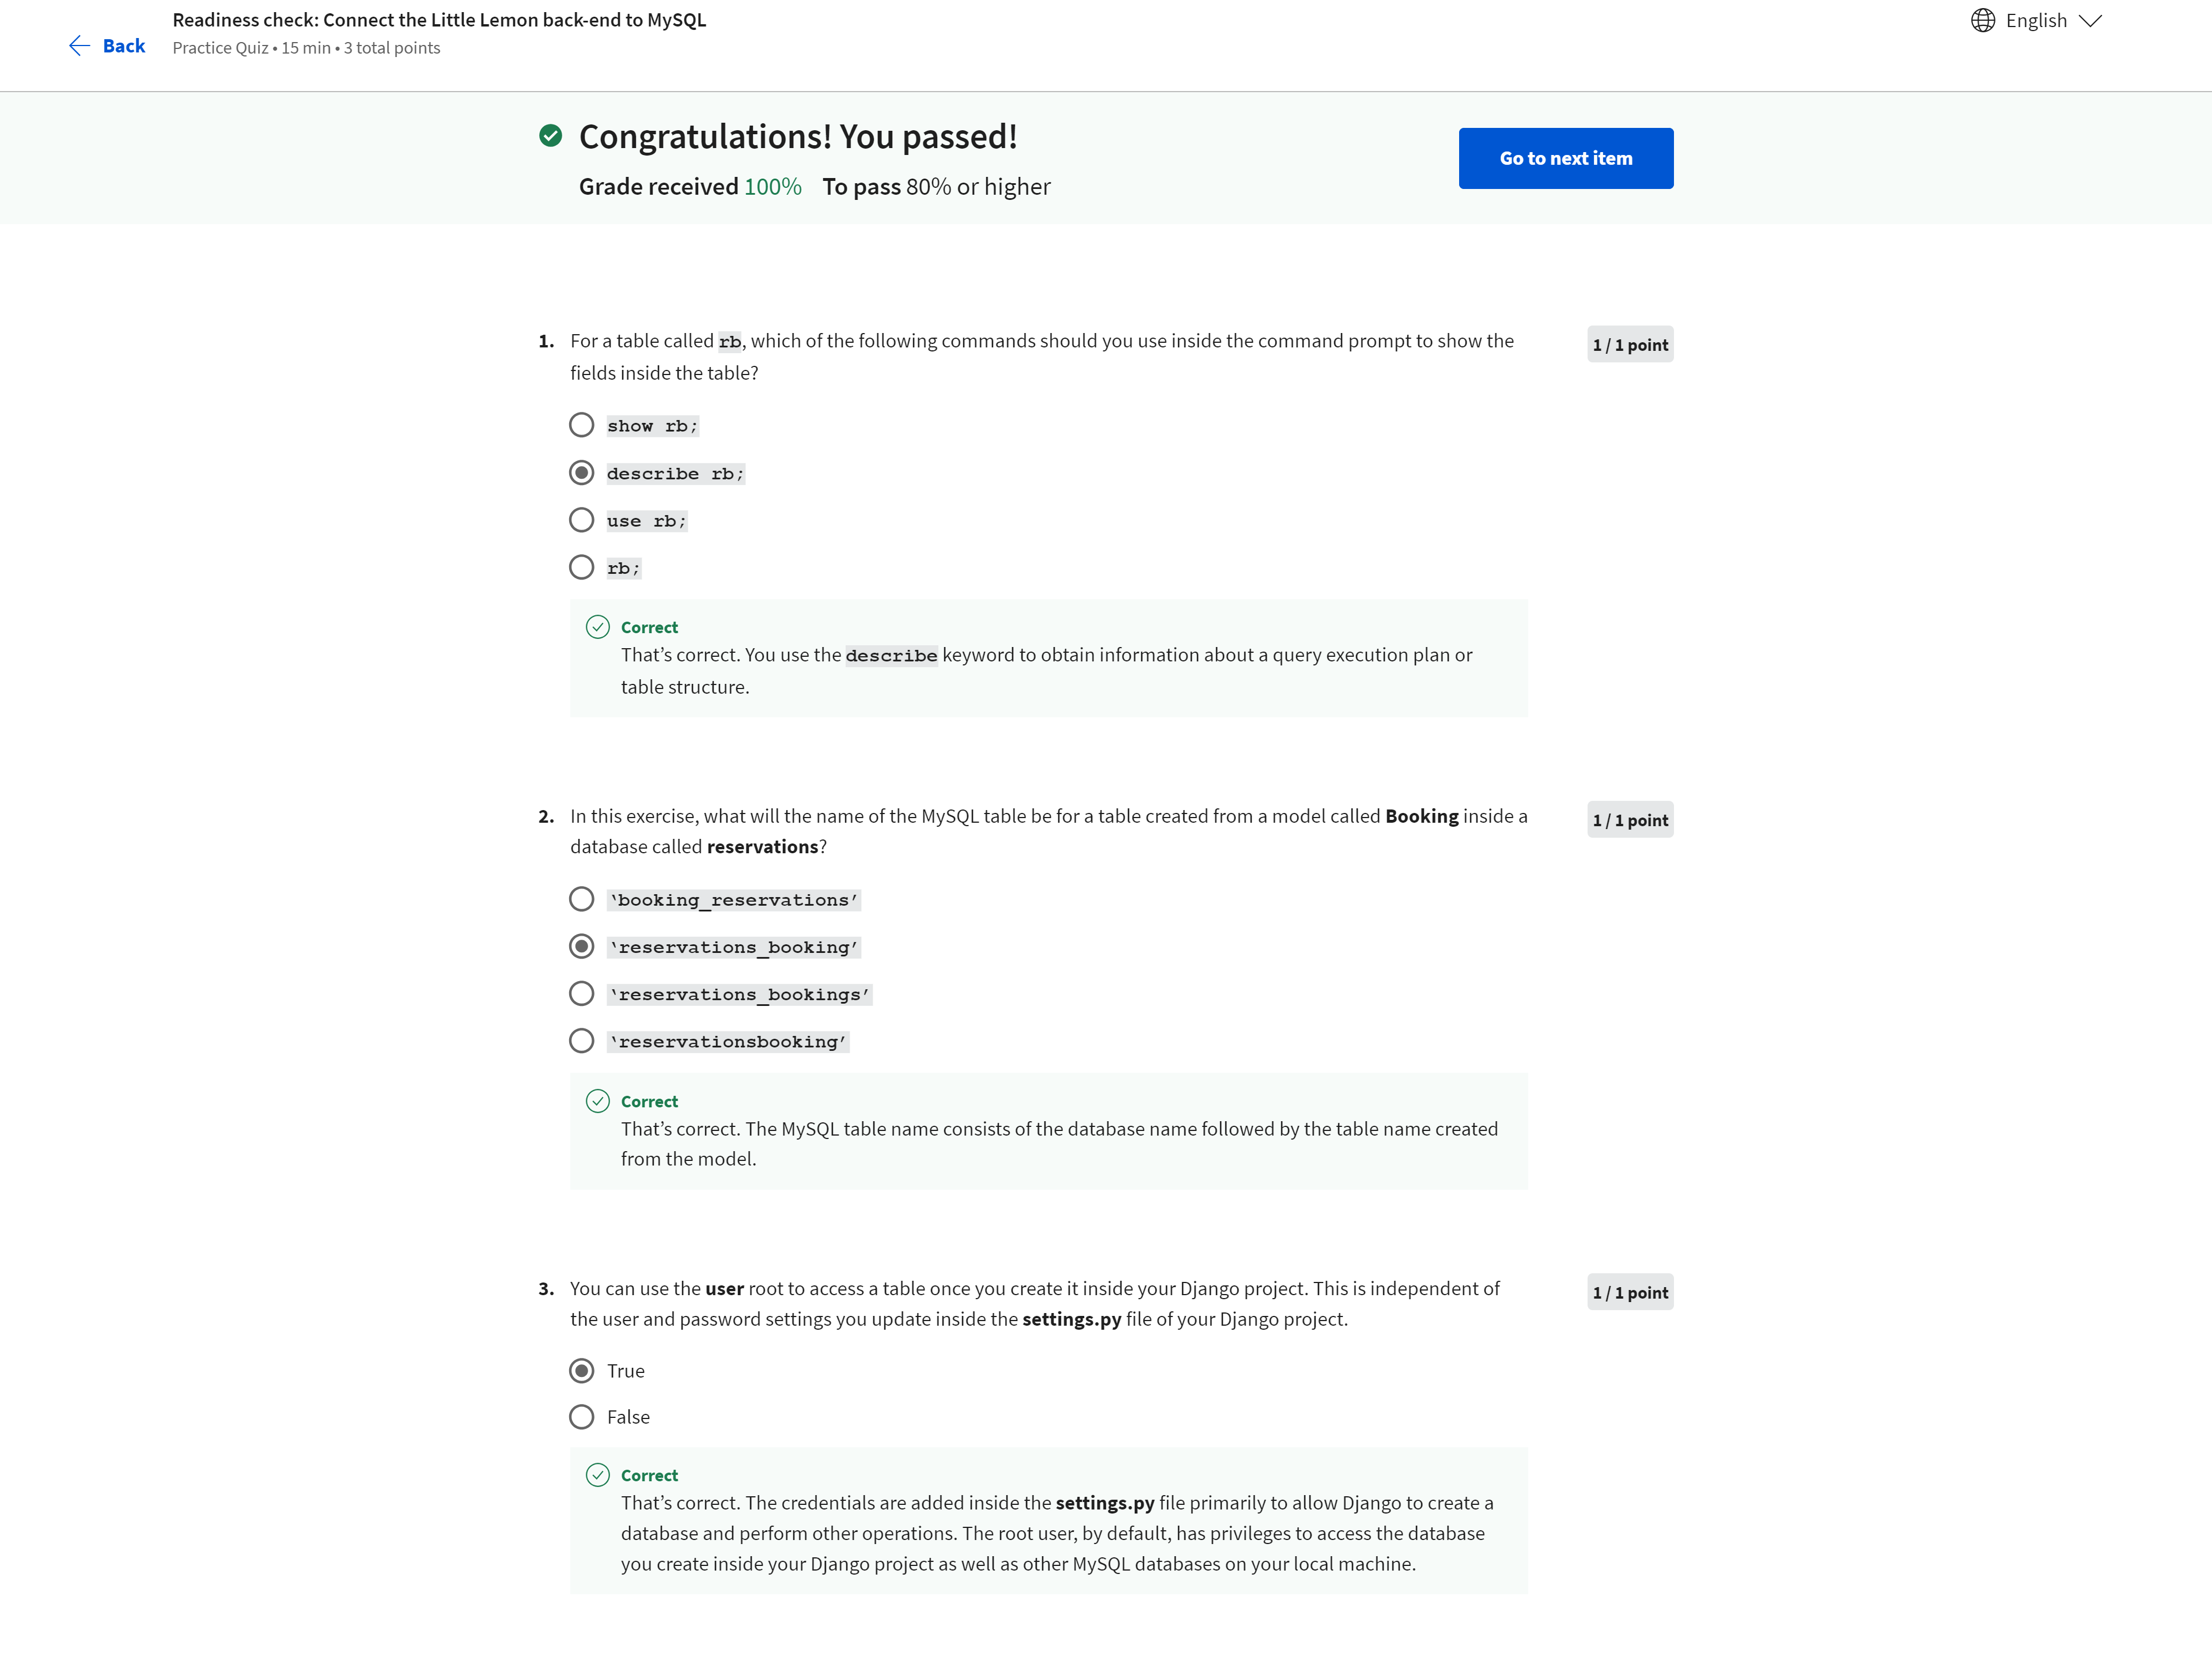 Readiness check: Connect the Little Lemon back-end to MySQL
Back
Practice Quiz • 15 min • 3 total points
English
Congratulations! You passed!
Grade received 100% To pass 80% or higher
Go to next item
1. For a table called rb, which of the following commands should you use inside the command prompt to show the
fields inside the table?
1 / 1 point
show rb;
describe rb;
use rb;
rb;
Correct
That’s correct. You use the describe keyword to obtain information about a query execution plan or
table structure.
2. In this exercise, what will the name of the MySQL table be for a table created from a model called Booking inside a
database called reservations?
1 / 1 point
‘booking_reservations’
‘reservations_booking’
‘reservations_bookings’
‘reservationsbooking’
Correct
That’s correct. The MySQL table name consists of the database name followed by the table name created
from the model.
3. You can use the user root to access a table once you create it inside your Django project. This is independent of
the user and password settings you update inside the settings.py file of your Django project.
1 / 1 point
True
False
Correct
That’s correct. The credentials are added inside the settings.py file primarily to allow Django to create a
database and perform other operations. The root user, by default, has privileges to access the database
you create inside your Django project as well as other MySQL databases on your local machine.